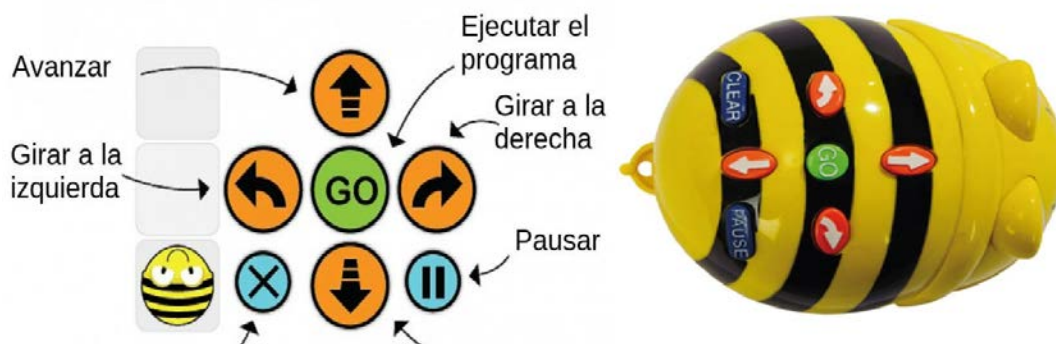 Avanzar
Ejecutar el
programa
Girar a la
derecha
Girar a la
izquierda
GO
Pausar
CLEAR
GO
PAUSE